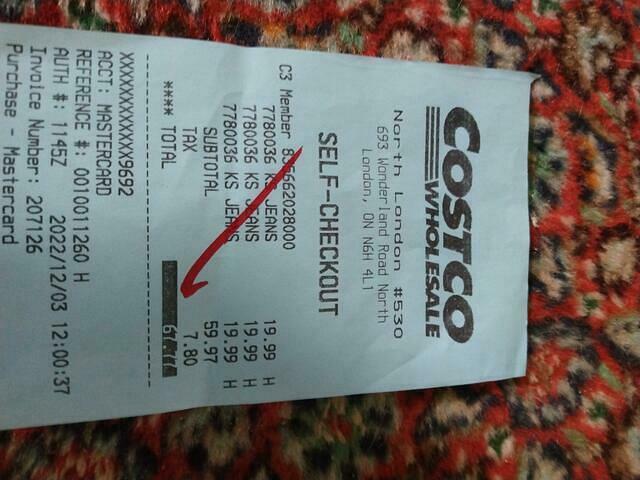 COSTCO
WHOLESALE
North London #530
693 Wonderland Road North
London, ON N6H 4L1
SELF-CHECKOUT
C3 Member 835662028000
7780036 KS JEANS 19.99 H
7780036 KS JEANS 19.99 H
7780036 KS JEANS 19.99 H
SUBTOTAL 59.97
TAX 7.80
**** TOTAL
XXXXXXXXXXXX9692
ACCT: MASTERCARD
REFERENCE #: 0010011260 H
AUTH #: 1145Z 2022/12/03 12:00:37
Invoice Number: 207126
Purchase - Mastercard